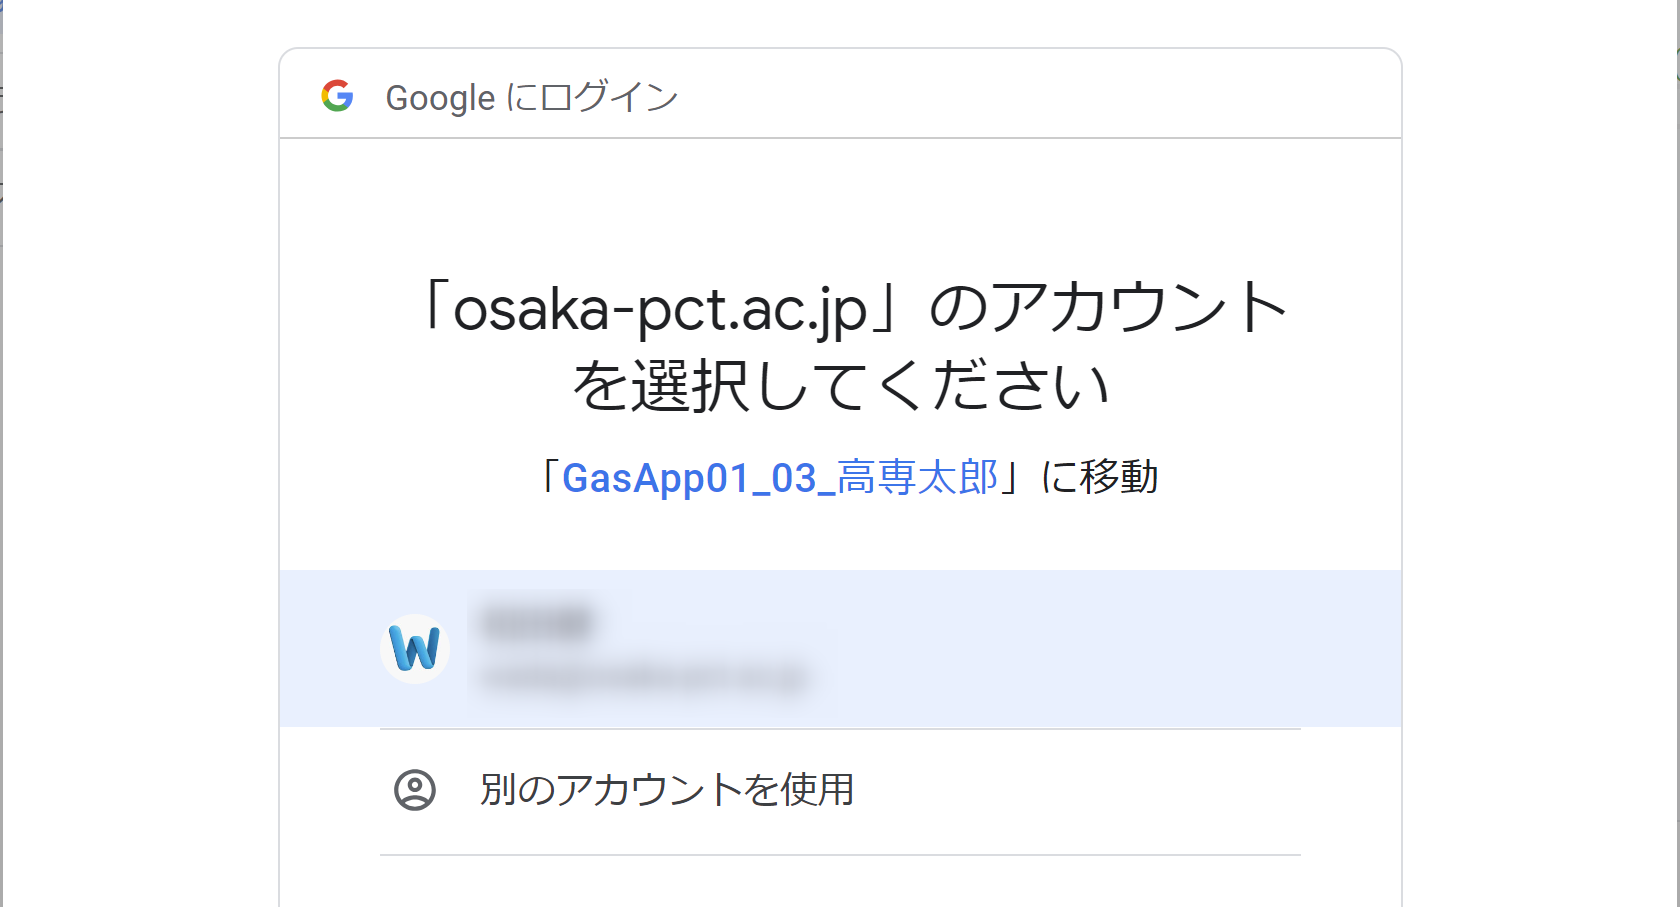 Google にログイン
「osaka-pct.ac.jp」のアカウント
を選択してください
「GasApp01_03_高専太郎」に移動
別のアカウントを使用